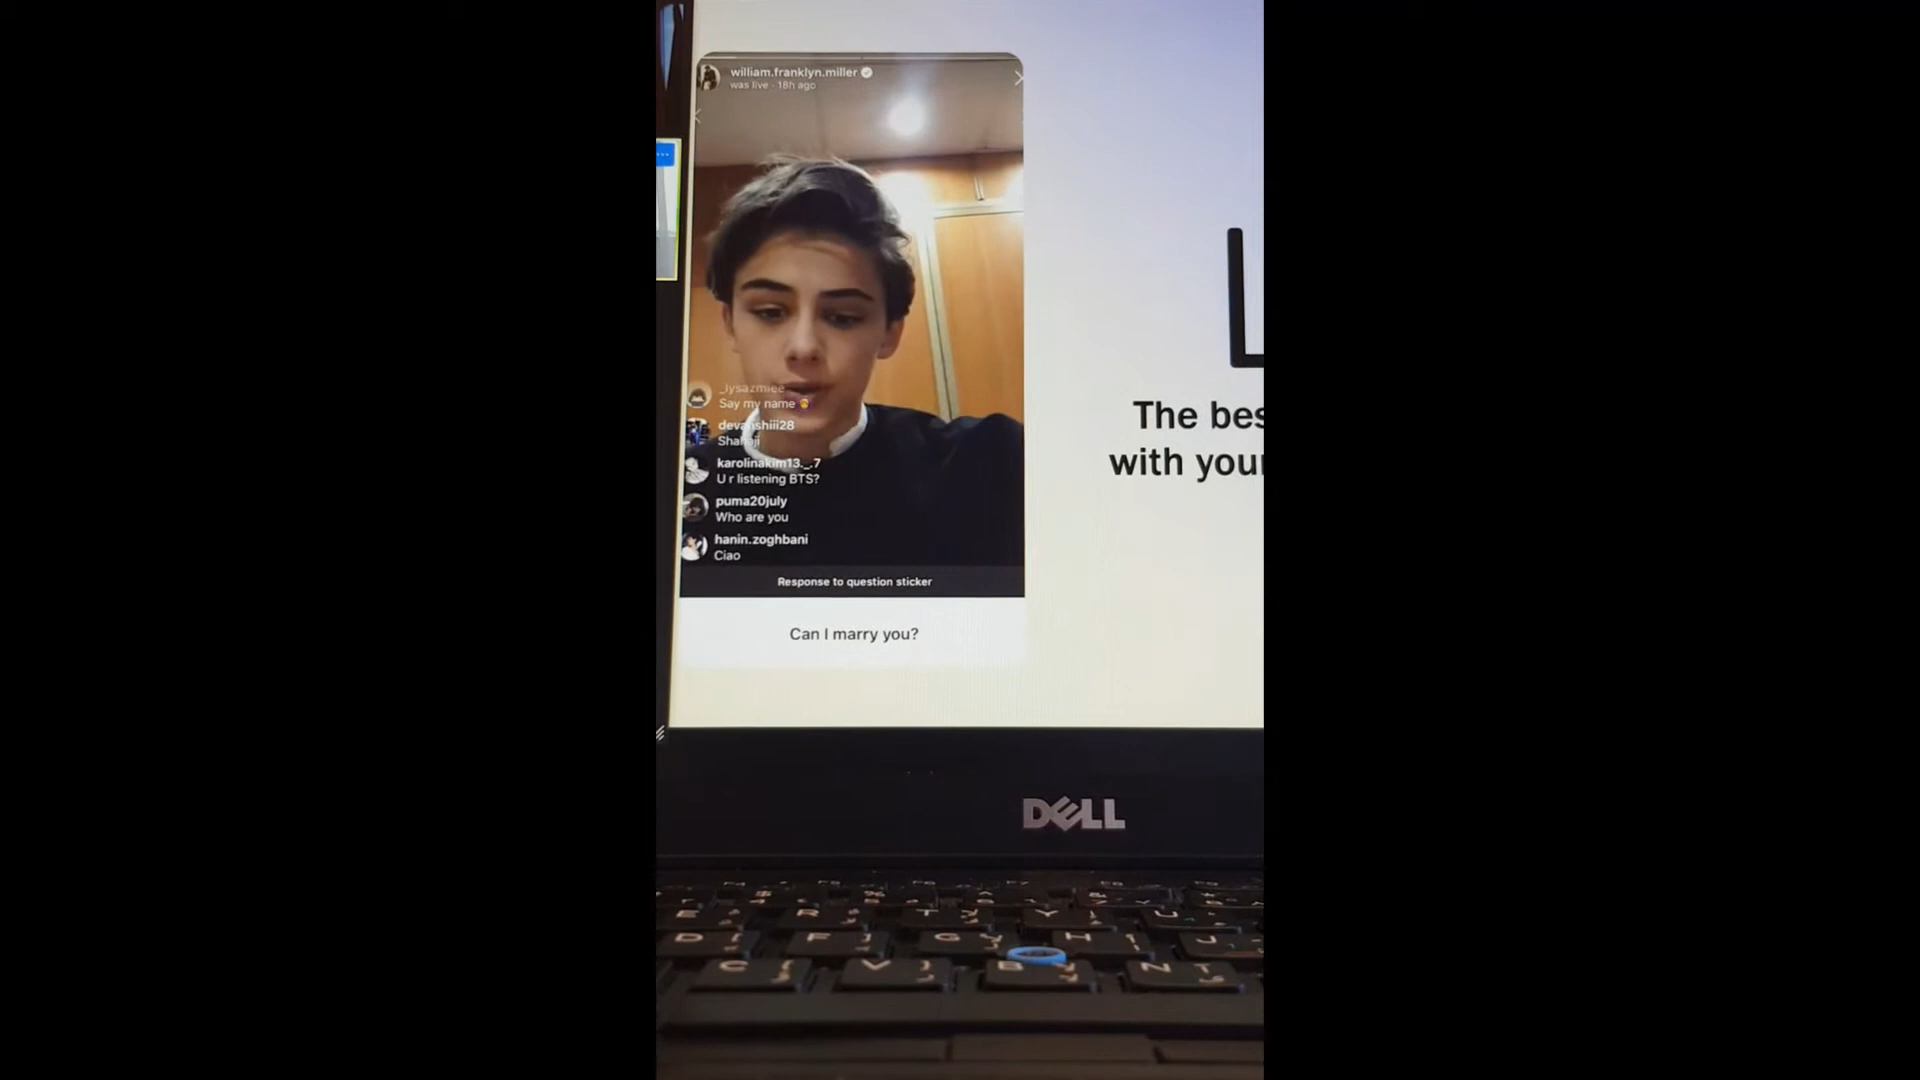 william.franklyn.miller
was live · 18h ago
_lysazmiee_
Say my name 
devanshiii28
karolinakim13._.7
U r listening BTS?
puma20july
Who are you
hanin.zoghbani
Ciao
Response to question sticker
Can I marry you?
L
The bes
with your
DELL
E R T Y U
D F G H J
C V B N